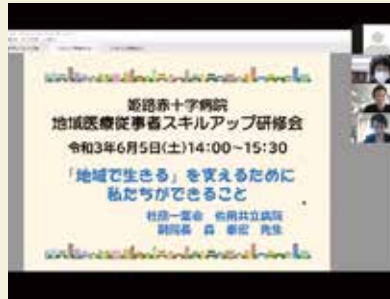 姫路赤十字病院
地域医療従事者スキルアップ研修会
令和3年6月5日(土)14:00~15:30
「地域で生きる」を支えるために
私たちができること
社団一葉会 佐用共立病院
副院長 森 先生